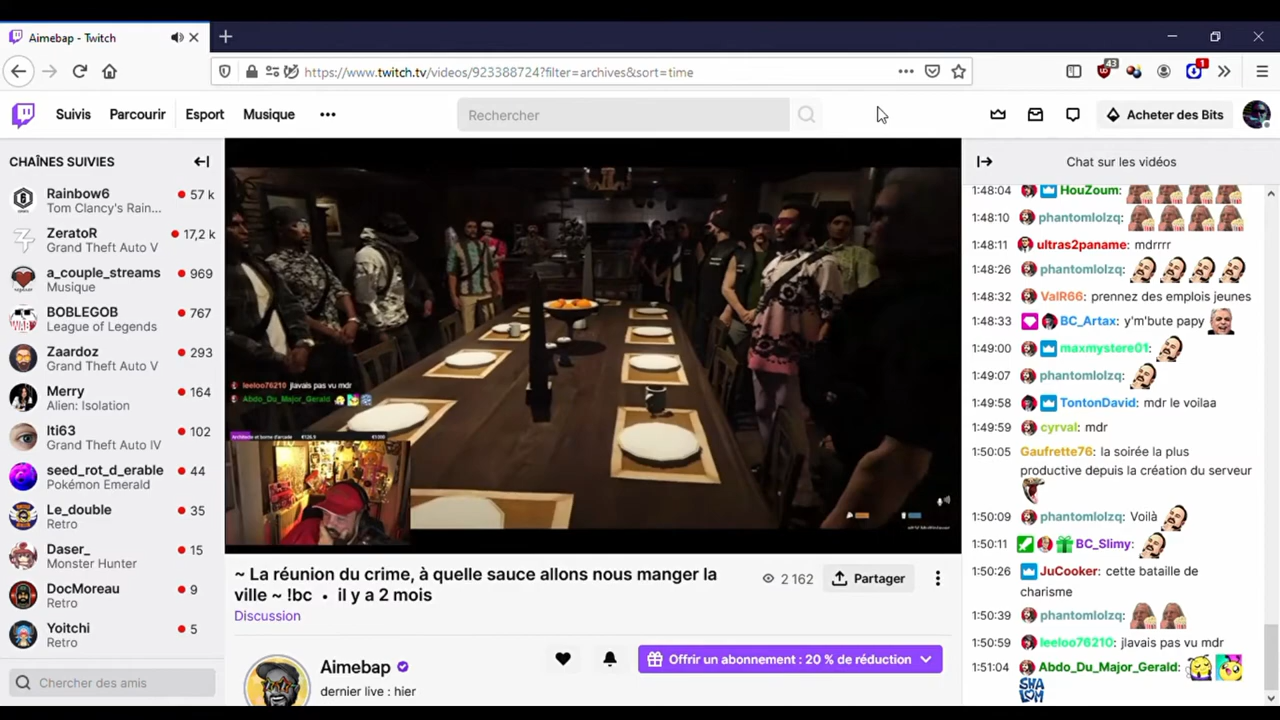 Aimebap - Twitch
https://www.twitch.tv/videos/923388724?filter=archives&sort=time
43
1
Suivis
Parcourir
Esport
Musique
Rechercher
Acheter des Bits
CHAÎNES SUIVIES
Rainbow6
57 k
Tom Clancy's Rain...
ZeratoR
17,2 k
Grand Theft Auto V
a_couple_streams
969
Musique
BOBLEGOB
767
League of Legends
Zaardoz
293
Grand Theft Auto V
Merry
164
Alien: Isolation
Iti63
102
Grand Theft Auto IV
seed_rot_d_erable
44
Pokémon Emerald
Le_double
35
Retro
Daser_
15
Monster Hunter
DocMoreau
9
Retro
Yoitchi
5
Retro
Chercher des amis
leeloo76210 jlavais pas vu mdr
Abdo_Du_Major_Gerald:
~ La réunion du crime, à quelle sauce allons nous manger la
ville ~ !bc • il y a 2 mois
Discussion
2 162
Partager
Aimebap
dernier live : hier
Offrir un abonnement : 20 % de réduction
Chat sur les vidéos
1:48:04 HouZoum:
1:48:10 phantomlolzq:
1:48:11 ultras2paname: mdrrrr
1:48:26 phantomlolzq:
1:48:32 ValR66: prennez des emplois jeunes
1:48:33 BC_Artax: y'm'bute papy
1:49:00 maxmystere01:
1:49:07 phantomlolzq:
1:49:58 TontonDavid: mdr le voilaa
1:49:59 cyrval: mdr
1:50:05 Gaufrette76: la soirée la plus
productive depuis la création du serveur
1:50:09 phantomlolzq: Voilà
1:50:11 BC_Slimy:
1:50:26 JuCooker: cette bataille de
charisme
1:50:39 phantomlolzq:
1:50:59 leeloo76210: jlavais pas vu mdr
1:51:04 Abdo_Du_Major_Gerald:
SHALOM